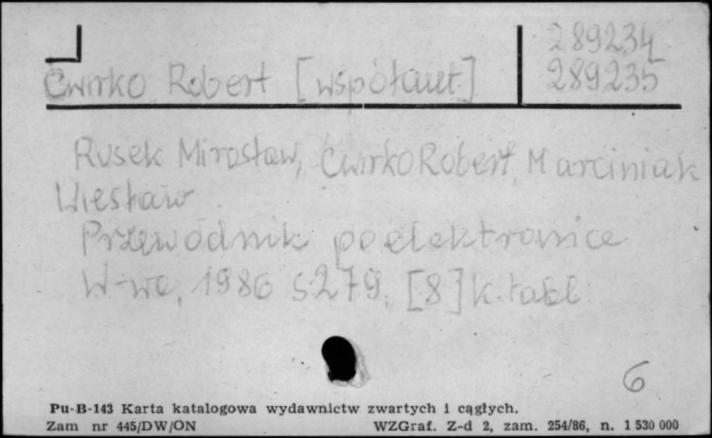 289234
Ćwirko Robert [współaut.] 289235
Rusek Mirosław, Ćwirko Robert, Marciniak
Wiesław
Przewodnik po elektronice
W-wa, 1986 s 279, [8] k. tabl.
6
Pu-B-143 Karta katalogowa wydawnictw zwartych i ciągłych.
Zam nr 445/DW/ON WZGraf. Z-d 2, zam. 254/86, n. 1 530 000